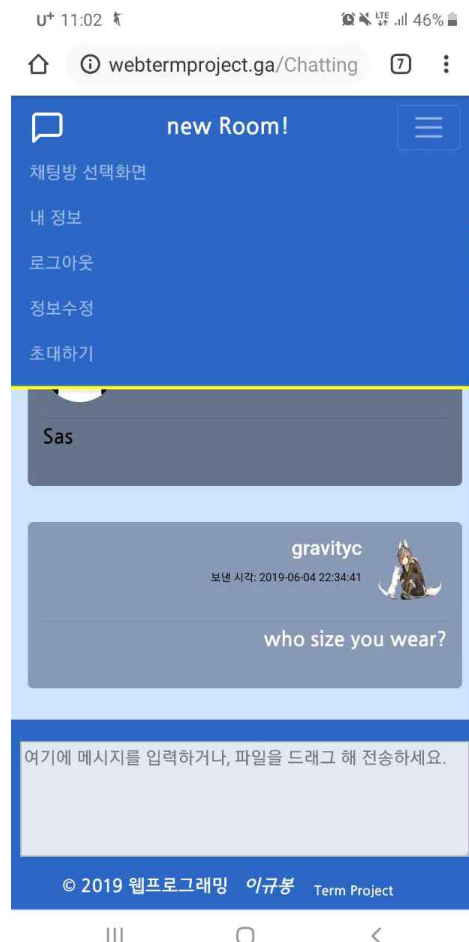 U+ 11:02 LTE 46%
webtermproject.ga/Chatting 7
new Room!
채팅방 선택화면
내 정보
로그아웃
정보수정
초대하기
Sas
gravityc
보낸 시각: 2019-06-04 22:34:41
who size you wear?
여기에 메시지를 입력하거나, 파일을 드래그 해 전송하세요.
© 2019 웹프로그래밍 이규봉 Term Project